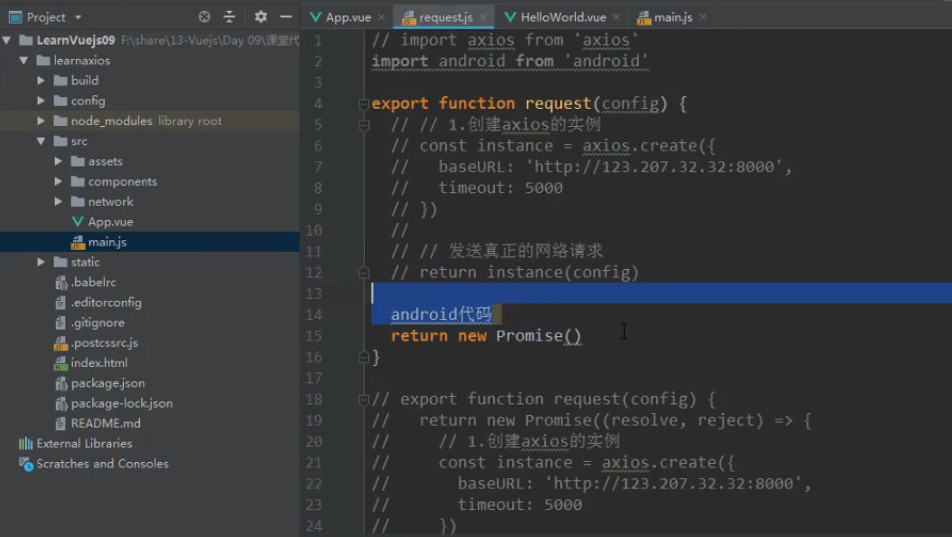 Project
LearnVuejs09 F:\share\13-Vuejs\Day 09\课堂代
learnaxios
build
config
node_modules library root
src
assets
components
network
App.vue
main.js
static
.babelrc
.editorconfig
.gitignore
.postcssrc.js
index.html
package.json
package-lock.json
README.md
External Libraries
Scratches and Consoles
App.vue request.js HelloWorld.vue main.js
1 // import axios from 'axios'
2 import android from 'android'
3
4 export function request(config) {
5 // // 1.创建axios的实例
6 // const instance = axios.create({
7 // baseURL: 'http://123.207.32.32:8000',
8 // timeout: 5000
9 // })
10 //
11 // // 发送真正的网络请求
12 // return instance(config)
13
14 android代码
15 return new Promise()
16 }
17
18 // export function request(config) {
19 // return new Promise((resolve, reject) => {
20 // // 1.创建axios的实例
21 // const instance = axios.create({
22 // baseURL: 'http://123.207.32.32:8000',
23 // timeout: 5000
24 // })